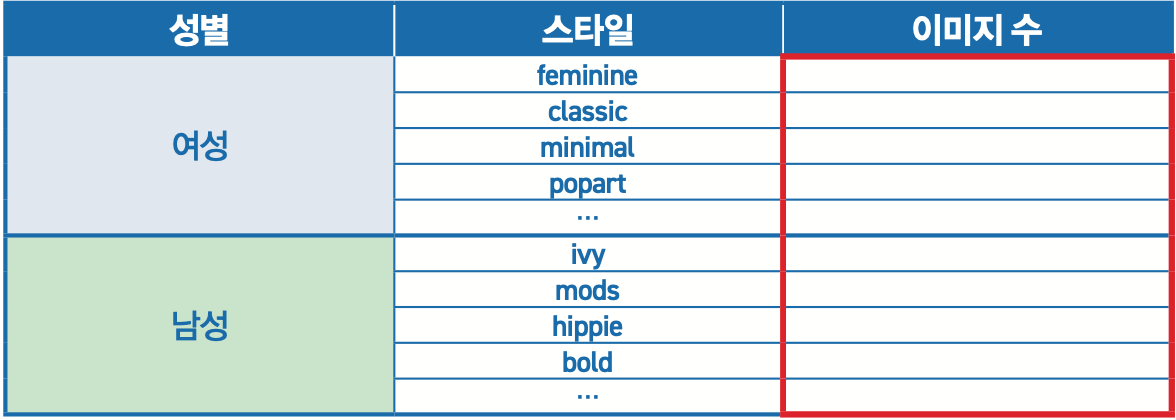 성별 스타일 이미지 수
여성
feminine
classic
minimal
popart
...
남성
ivy
mods
hippie
bold
...